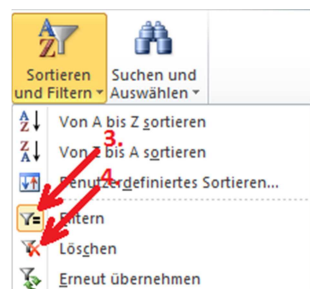 Sortieren und Filtern
Suchen und Auswählen
Von A bis Z sortieren
Von Z bis A sortieren
3.
Benutzerdefiniertes Sortieren...
4.
Filtern
Löschen
Erneut übernehmen